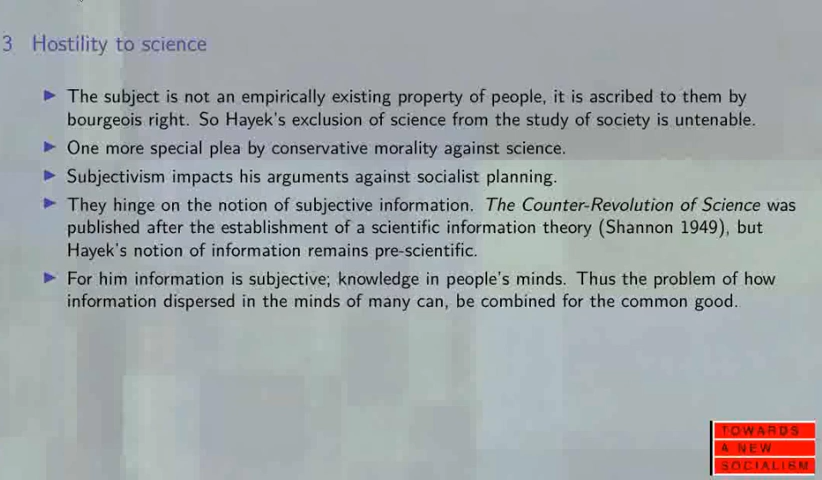 3 Hostility to science
▶ The subject is not an empirically existing property of people, it is ascribed to them by
bourgeois right. So Hayek's exclusion of science from the study of society is untenable.
▶ One more special plea by conservative morality against science.
▶ Subjectivism impacts his arguments against socialist planning.
▶ They hinge on the notion of subjective information. The Counter-Revolution of Science was
published after the establishment of a scientific information theory (Shannon 1949), but
Hayek's notion of information remains pre-scientific.
▶ For him information is subjective; knowledge in people's minds. Thus the problem of how
information dispersed in the minds of many can, be combined for the common good.
TOWARDS
A NEW
SOCIALISM